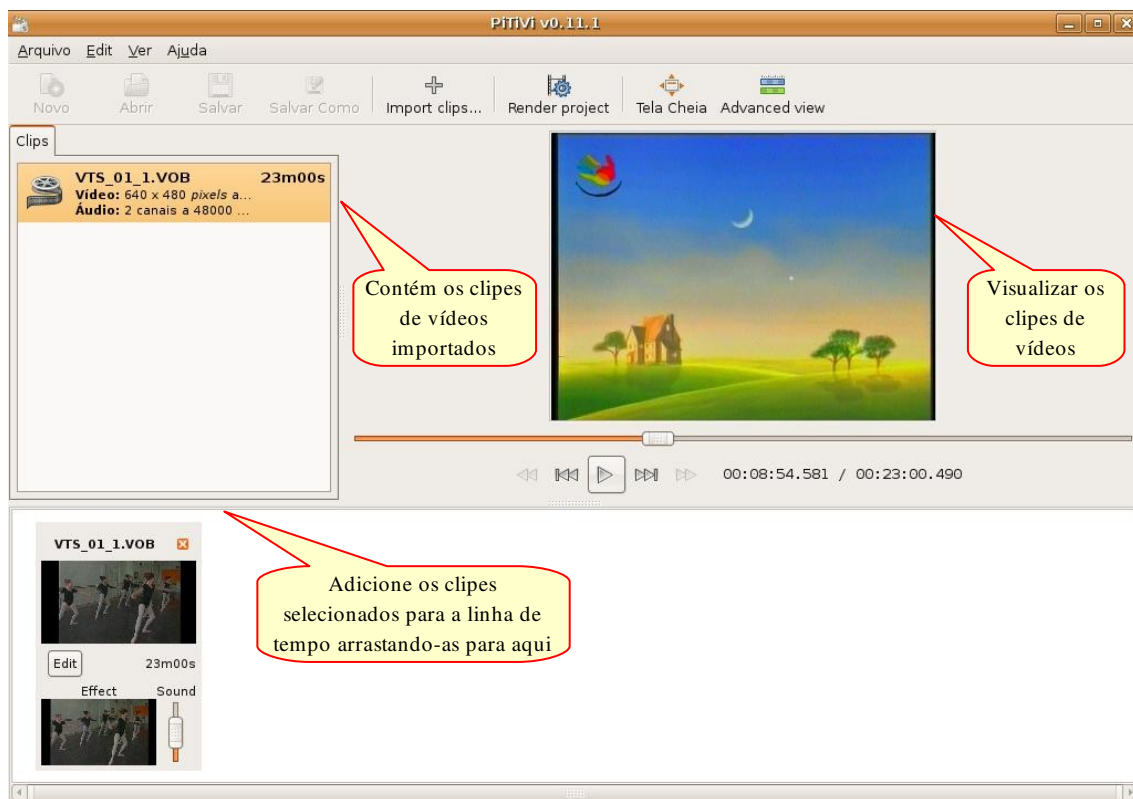 PiTiVi v0.11.1
Arquivo Edit Ver Ajuda
Novo Abrir Salvar Salvar Como Import clips... Render project Tela Cheia Advanced view
Clips
VTS_01_1.VOB 23m00s
Vídeo: 640 x 480 pixels a...
Áudio: 2 canais a 48000 ...
Contém os clipes
de vídeos
importados
Visualizar os
clipes de
vídeos
00:08:54.581 / 00:23:00.490
VTS_01_1.VOB
Adicione os clipes
selecionados para a linha de
tempo arrastando-as para aqui
Edit 23m00s
Effect Sound